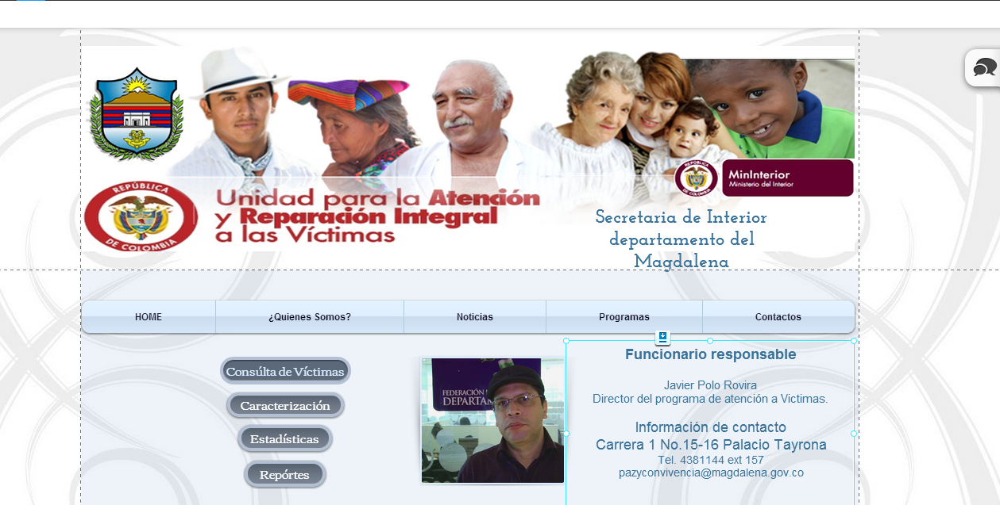 REPÚBLICA
DE COLOMBIA
Unidad para la Atención
y Reparación Integral
a las Víctimas
REPÚBLICA
DE COLOMBIA
MinInterior
Ministerio del Interior
Secretaria de Interior
departamento del
Magdalena
HOME
¿Quienes Somos?
Noticias
Programas
Contactos
Consúlta de Víctimas
Caracterización
Estadísticas
Repórtes
FEDERACIÓN
DEPARTA
Funcionario responsable
Javier Polo Rovira
Director del programa de atención a Victimas.
Información de contacto
Carrera 1 No.15-16 Palacio Tayrona
Tel. 4381144 ext 157
pazyconvivencia@magdalena.gov.co